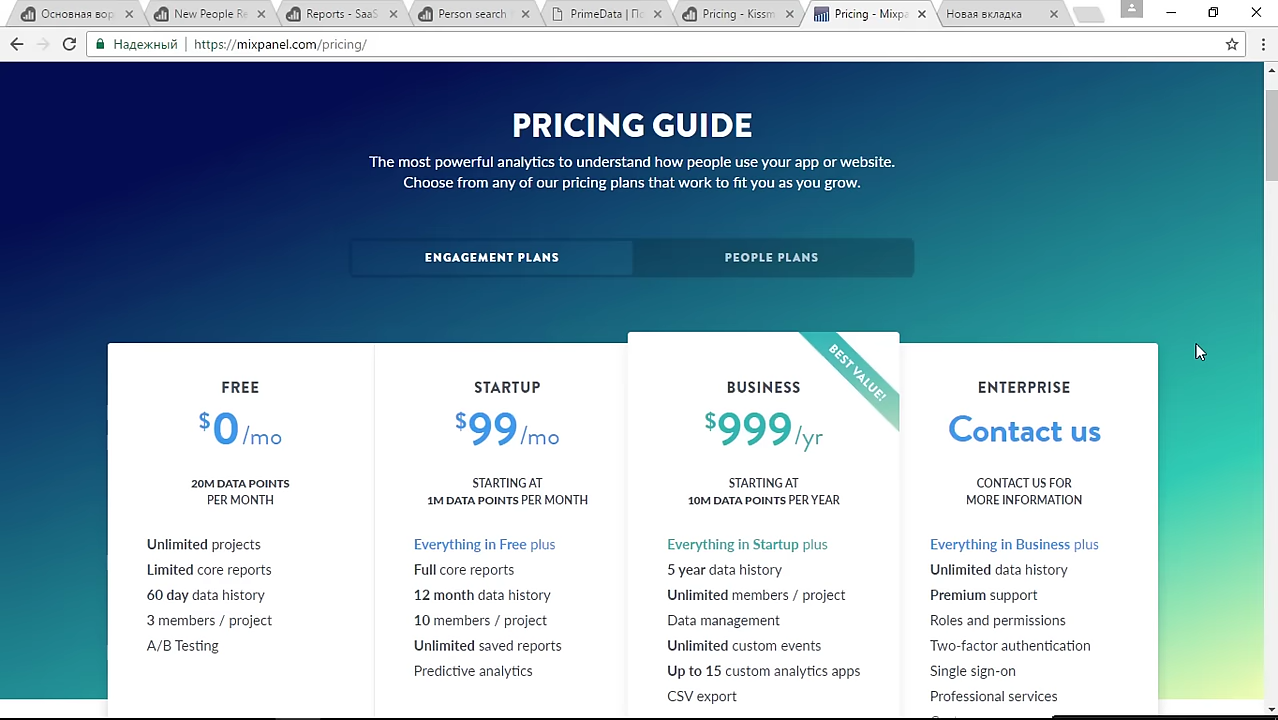 Основная вор
New People Re
Reports - SaaS
Person search
PrimeData | По
Pricing - Kissm
Pricing - Mixpa
Новая вкладка
Надежный
https://mixpanel.com/pricing/
PRICING GUIDE
The most powerful analytics to understand how people use your app or website.
Choose from any of our pricing plans that work to fit you as you grow.
ENGAGEMENT PLANS
PEOPLE PLANS
FREE
$0/mo
20M DATA POINTS
PER MONTH
Unlimited projects
Limited core reports
60 day data history
3 members / project
A/B Testing
STARTUP
$99/mo
STARTING AT
1M DATA POINTS PER MONTH
Everything in Free plus
Full core reports
12 month data history
10 members / project
Unlimited saved reports
Predictive analytics
BEST VALUE!
BUSINESS
$999/yr
STARTING AT
10M DATA POINTS PER YEAR
Everything in Startup plus
5 year data history
Unlimited members / project
Data management
Unlimited custom events
Up to 15 custom analytics apps
CSV export
ENTERPRISE
Contact us
CONTACT US FOR
MORE INFORMATION
Everything in Business plus
Unlimited data history
Premium support
Roles and permissions
Two-factor authentication
Single sign-on
Professional services